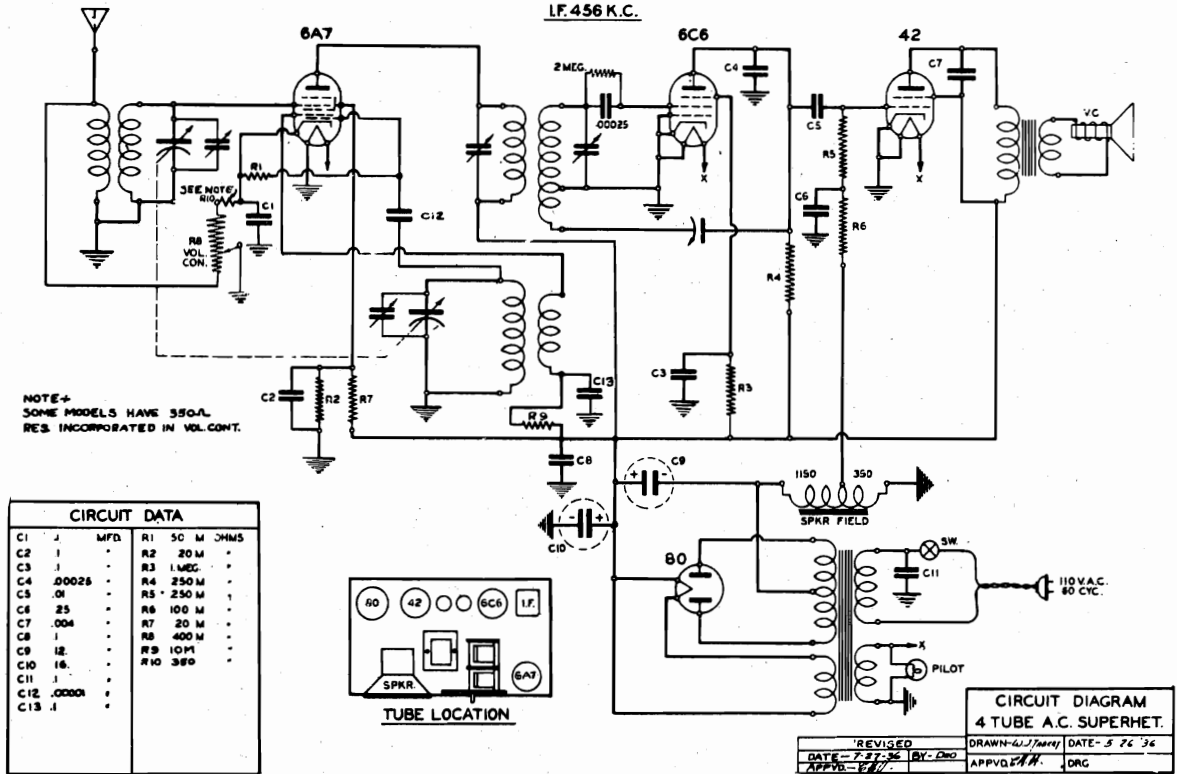 I.F. 456 K.C.
6A7
6C6
42
2 MEG.
.00025
C4
C7
C5
V.C.
R1
SEE NOTE
R10
C1
R8
VOL.
CON.
C12
R5
C6
R6
R4
C2
R2
R7
C13
R9
C3
R3
C8
C9
1150
350
SPKR FIELD
C10
80
SW.
C11
110 V.A.C.
60 CYC.
X
X
X
PILOT
NOTE
SOME MODELS HAVE 350Ω
RES. INCORPORATED IN VOL. CONT.
CIRCUIT DATA
C1 .1 MFD. R1 50 M OHMS
C2 .1 " R2 20 M "
C3 .1 " R3 1. MEG. "
C4 .00025 " R4 250 M "
C5 .01 " R5 250 M "
C6 .25 " R6 100 M "
C7 .004 " R7 20 M "
C8 .1 " R8 400 M "
C9 12. " R9 10M "
C10 16. " R10 350 "
C11 .1 "
C12 .00001 "
C13 .1 "
80
42
6C6
I.F.
SPKR.
6A7
TUBE LOCATION
CIRCUIT DIAGRAM
4 TUBE A.C. SUPERHET.
REVISED
DATE-7-27-36 BY-
APPVD.-
DRAWN- DATE- 5 26 36
APPVD. DRG